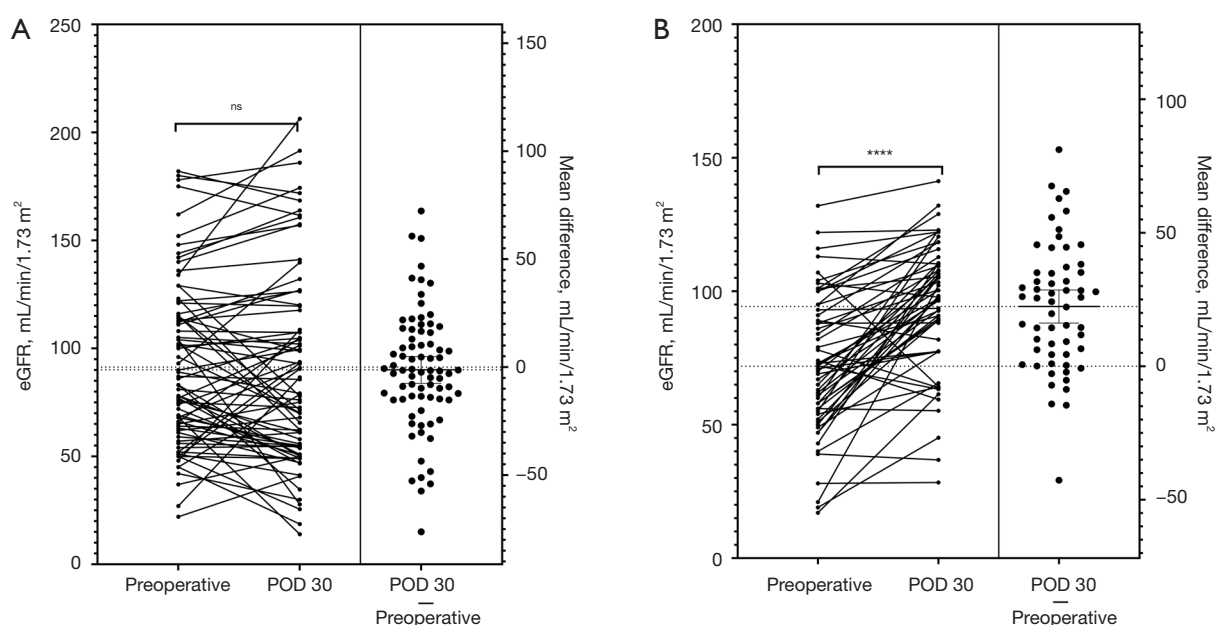 A
250
200
150
100
50
0
eGFR, mL/min/1.73 m²
ns
150
100
50
0
−50
Mean difference, mL/min/1.73 m²
Preoperative
POD 30
POD 30
—
Preoperative
B
200
150
100
50
0
eGFR, mL/min/1.73 m²
****
100
50
0
−50
Mean difference, mL/min/1.73 m²
Preoperative
POD 30
POD 30
—
Preoperative